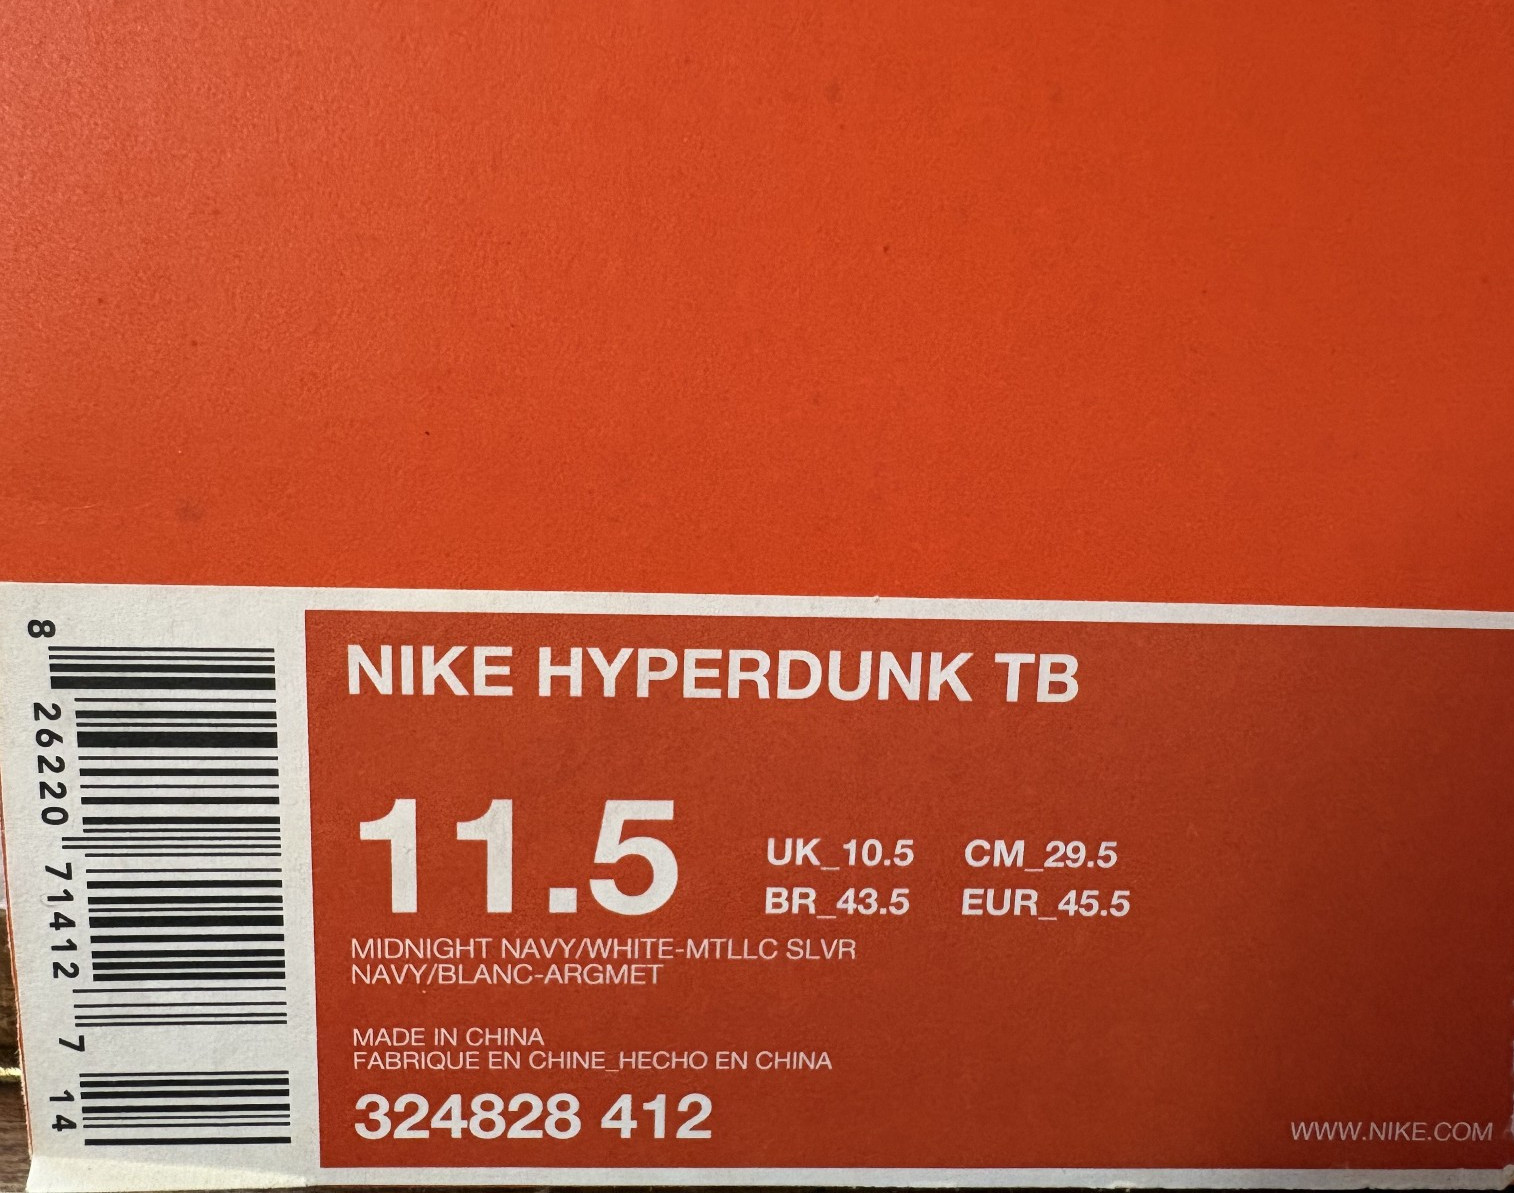 8 26220 71412 7 14
NIKE HYPERDUNK TB
11.5
UK_10.5 CM_29.5
BR_43.5 EUR_45.5
MIDNIGHT NAVY/WHITE-MTLLC SLVR
NAVY/BLANC-ARGMET
MADE IN CHINA
FABRIQUE EN CHINE_HECHO EN CHINA
324828 412
WWW.NIKE.COM